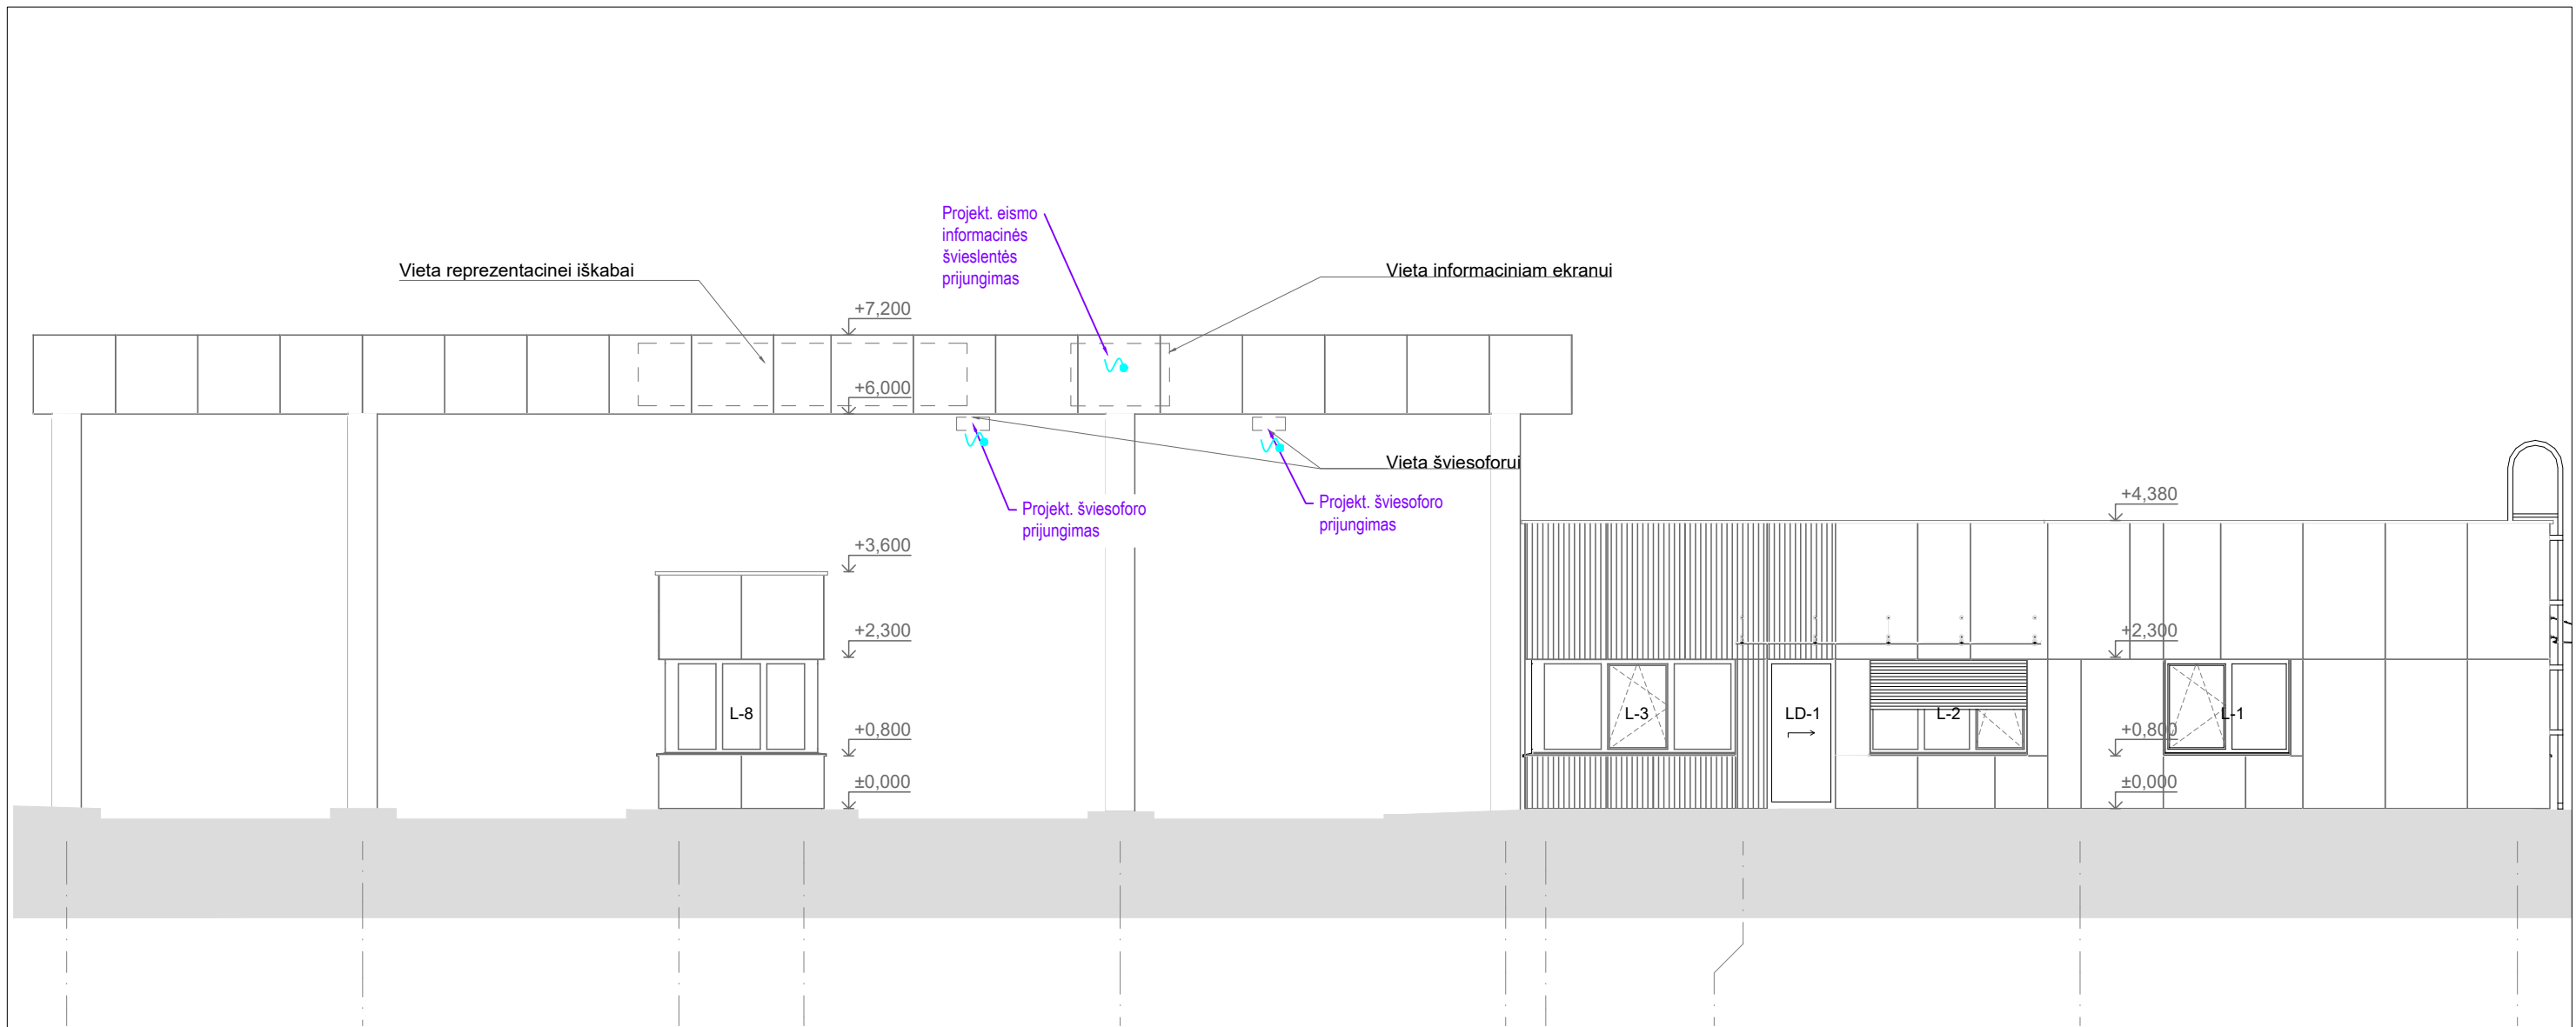 Projekt. eismo
informacinės
švieslentės
prijungimas
Vieta reprezentacinei iškabai
Vieta informaciniam ekranui
+7,200
+6,000
Vieta šviesoforui
Projekt. šviesoforo
prijungimas
Projekt. šviesoforo
prijungimas
+4,380
+3,600
+2,300
+2,300
L-8
L-3
LD-1
L-2
L-1
+0,800
+0,800
±0,000
±0,000